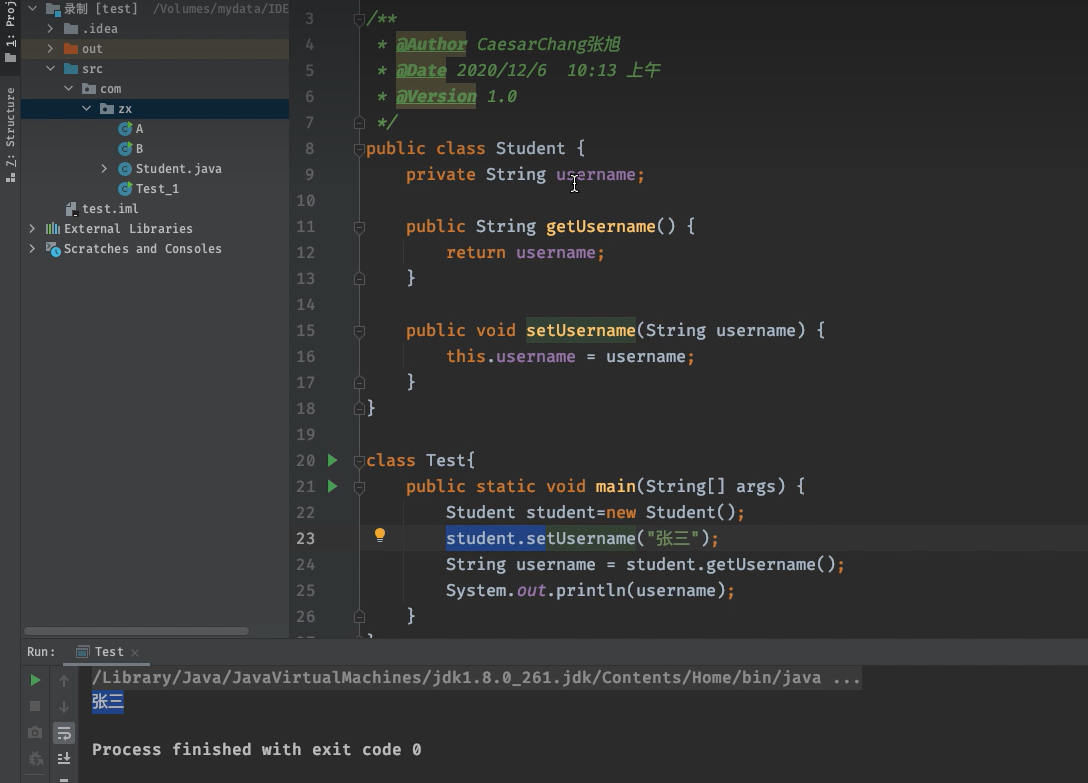 1: Proj
Z: Structure
录制 [test] /Volumes/mydata/IDE
.idea
out
src
com
zx
A
B
Student.java
Test_1
test.iml
External Libraries
Scratches and Consoles
3 /**
4 * @Author CaesarChang张旭
5 * @Date 2020/12/6 10:13 上午
6 * @Version 1.0
7 */
8 public class Student {
9 private String username;
10
11 public String getUsername() {
12 return username;
13 }
14
15 public void setUsername(String username) {
16 this.username = username;
17 }
18 }
19
20 class Test{
21 public static void main(String[] args) {
22 Student student=new Student();
23 student.setUsername("张三");
24 String username = student.getUsername();
25 System.out.println(username);
26 }
Run: Test
/Library/Java/JavaVirtualMachines/jdk1.8.0_261.jdk/Contents/Home/bin/java ...
张三
Process finished with exit code 0